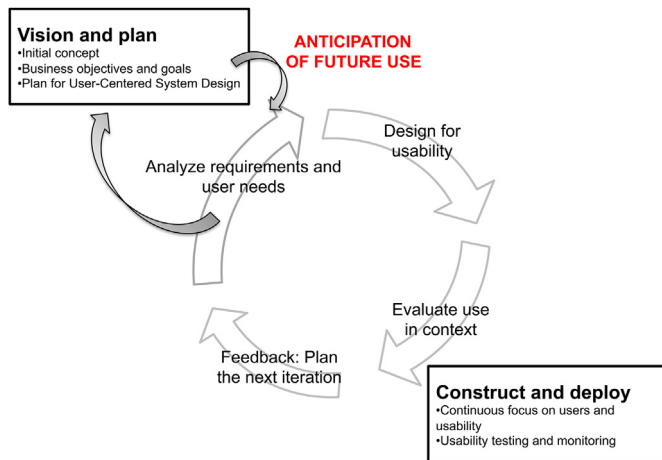 Vision and plan
•Initial concept
•Business objectives and goals
•Plan for User-Centered System Design
ANTICIPATION
OF FUTURE USE
Design for
usability
Analyze requirements and
user needs
Evaluate use
in context
Feedback: Plan
the next iteration
Construct and deploy
•Continuous focus on users and
usability
•Usability testing and monitoring